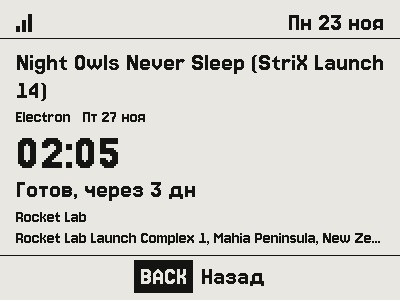 Пн 23 ноя
Night Owls Never Sleep (StriX Launch
14)
Electron Пт 27 ноя
02:05
Готов, через 3 дн
Rocket Lab
Rocket Lab Launch Complex 1, Mahia Peninsula, New Ze...
BACK Назад